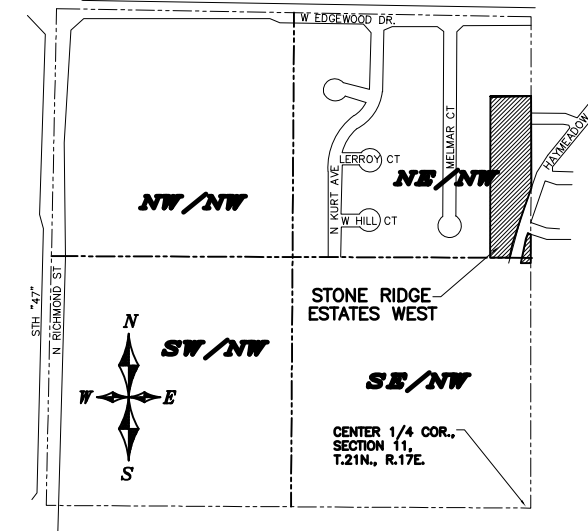 W EDGEWOOD DR.
HAYMEADOW
MELMAR CT
LERROY CT
N KURT AVE
NE/NW
NW/NW
W HILL CT
STONE RIDGE
ESTATES WEST
STH "47"
N RICHMOND ST
N
SW/NW
SE/NW
W
E
S
CENTER 1/4 COR.,
SECTION 11,
T.21N., R.17E.